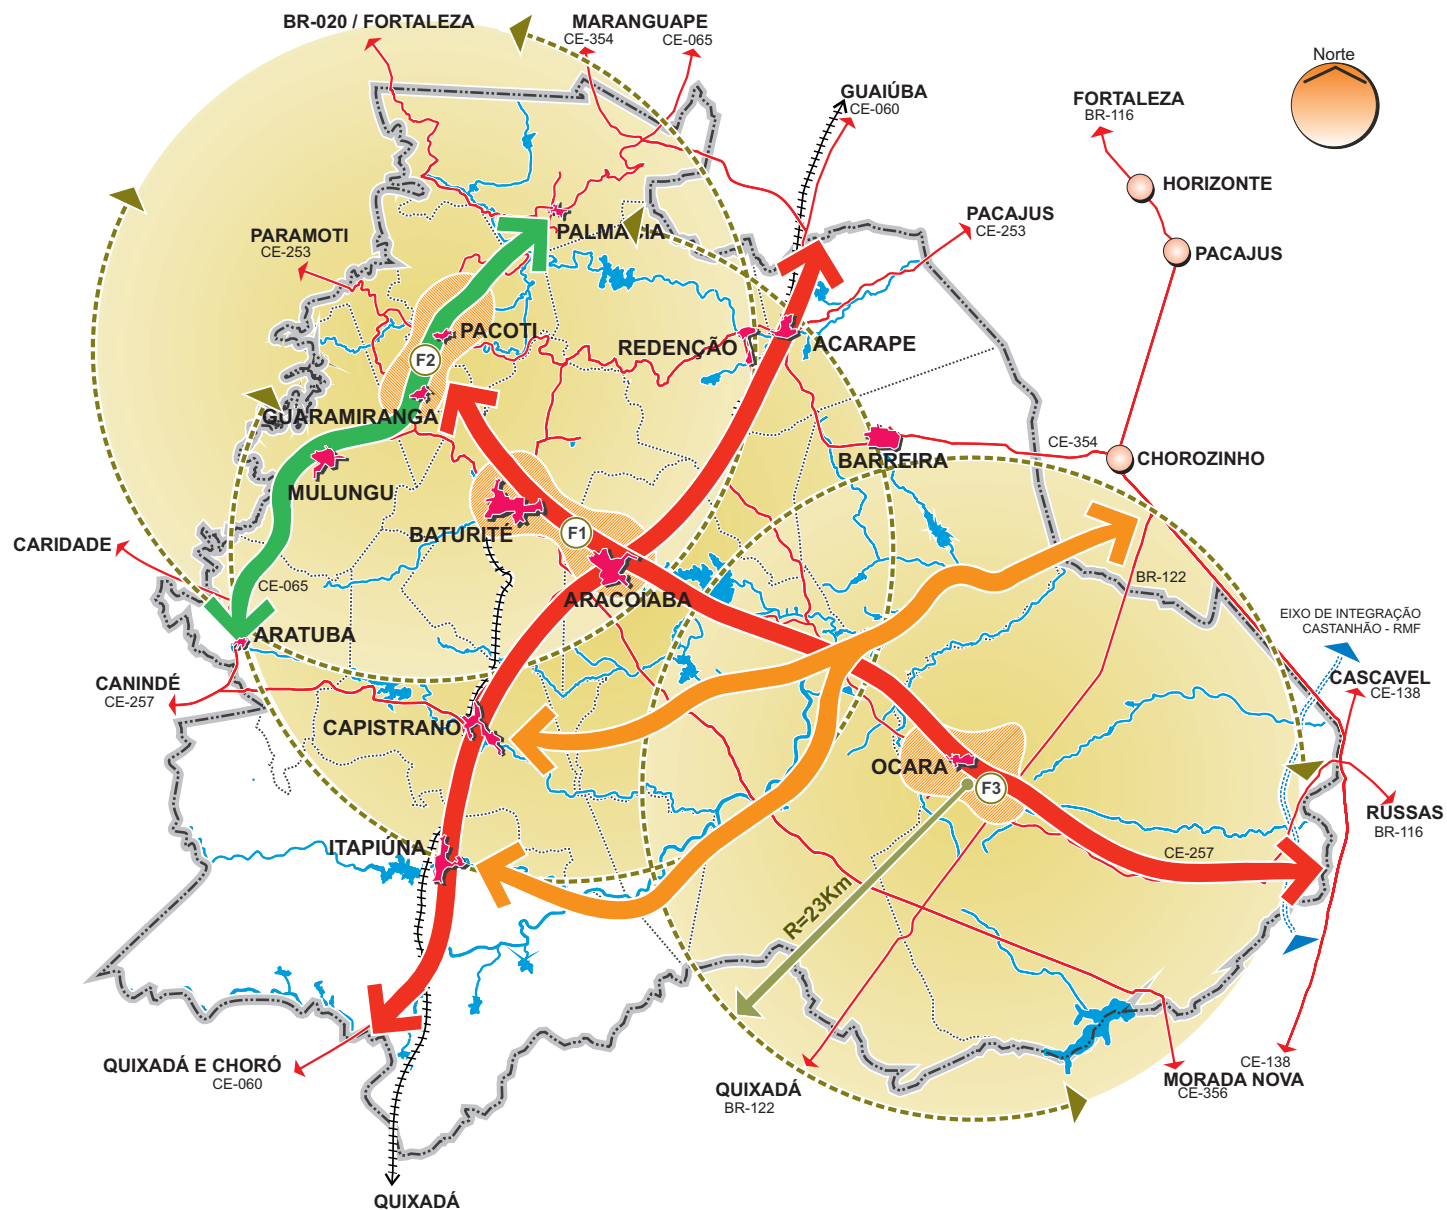 BR-020 / FORTALEZA
MARANGUAPE
CE-354
CE-065
Norte
GUAIÚBA
CE-060
FORTALEZA
BR-116
HORIZONTE
PACAJUS
CE-253
PARAMOTI
CE-253
PALMÁCIA
PACAJUS
PACOTI
REDENÇÃO
ACARAPE
F2
GUARAMIRANGA
CE-354
BARREIRA
CHOROZINHO
MULUNGU
BATURITÉ
F1
CARIDADE
CE-065
BR-122
ARACOIABA
EIXO DE INTEGRAÇÃO
CASTANHÃO - RMF
ARATUBA
CANINDÉ
CE-257
CASCAVEL
CE-138
CAPISTRANO
OCARA
F3
RUSSAS
BR-116
ITAPIÚNA
CE-257
R=23Km
QUIXADÁ E CHORÓ
CE-060
QUIXADÁ
BR-122
CE-138
MORADA NOVA
CE-356
QUIXADÁ